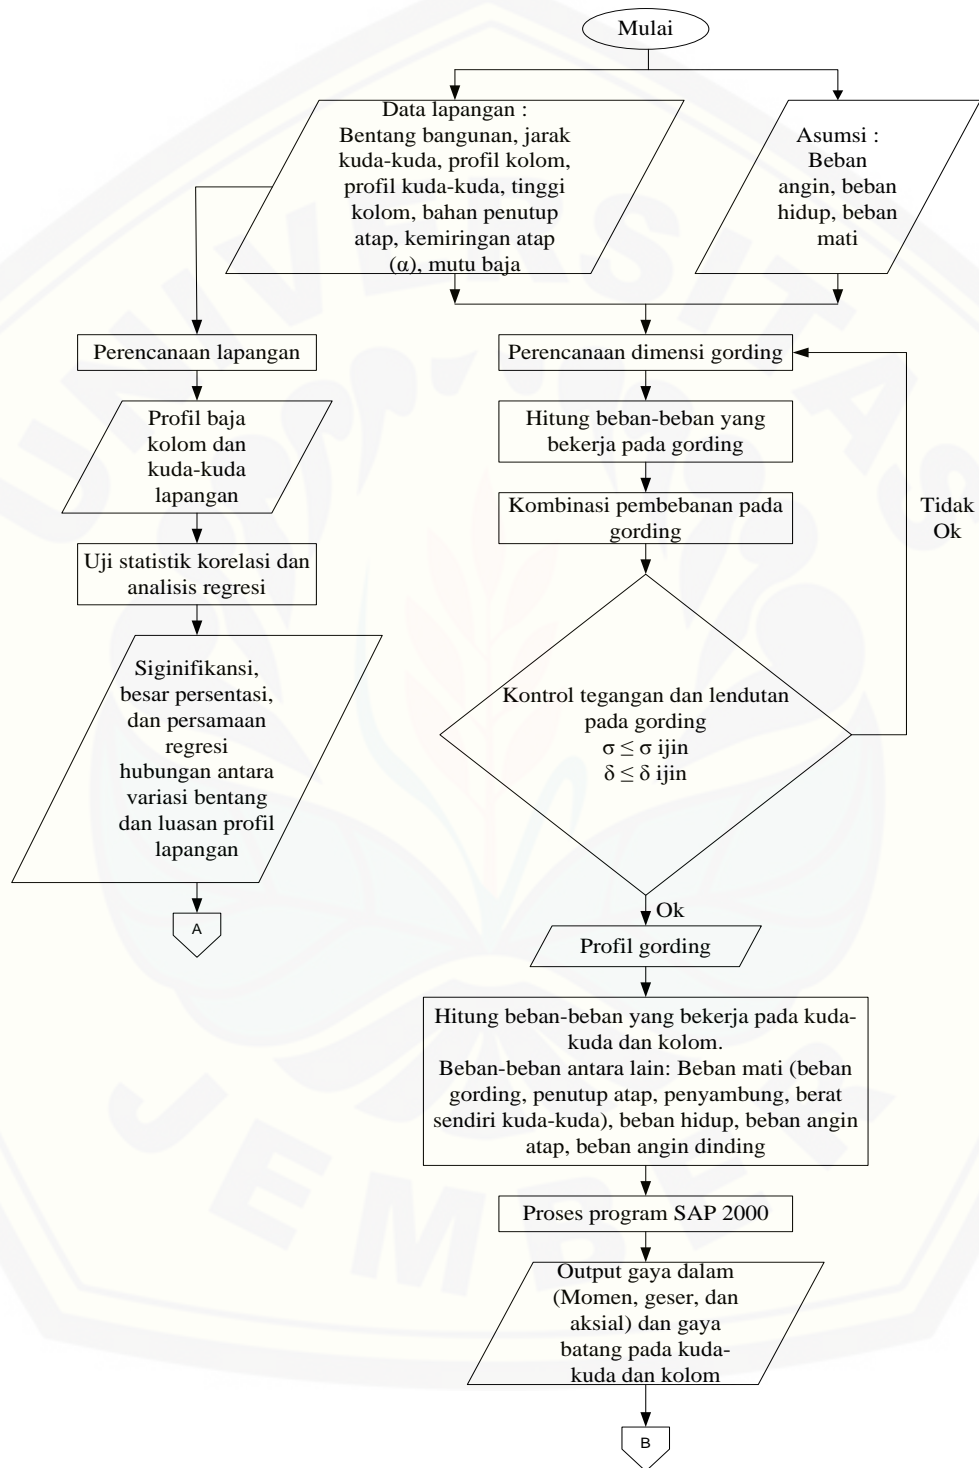 Mulai
Data lapangan :
Bentang bangunan, jarak
kuda-kuda, profil kolom,
profil kuda-kuda, tinggi
kolom, bahan penutup
atap, kemiringan atap
(α), mutu baja
Asumsi :
Beban
angin, beban
hidup, beban
mati
Perencanaan lapangan
Profil baja
kolom dan
kuda-kuda
lapangan
Uji statistik korelasi dan
analisis regresi
Siginifikansi,
besar persentasi,
dan persamaan
regresi
hubungan antara
variasi bentang
dan luasan profil
lapangan
A
Perencanaan dimensi gording
Hitung beban-beban yang
bekerja pada gording
Kombinasi pembebanan pada
gording
Kontrol tegangan dan lendutan
pada gording
σ ≤ σ ijin
δ ≤ δ ijin
Tidak
Ok
Ok
Profil gording
Hitung beban-beban yang bekerja pada kuda-
kuda dan kolom.
Beban-beban antara lain: Beban mati (beban
gording, penutup atap, penyambung, berat
sendiri kuda-kuda), beban hidup, beban angin
atap, beban angin dinding
Proses program SAP 2000
Output gaya dalam
(Momen, geser, dan
aksial) dan gaya
batang pada kuda-
kuda dan kolom
B
UNIVERSITAS
JEMBER